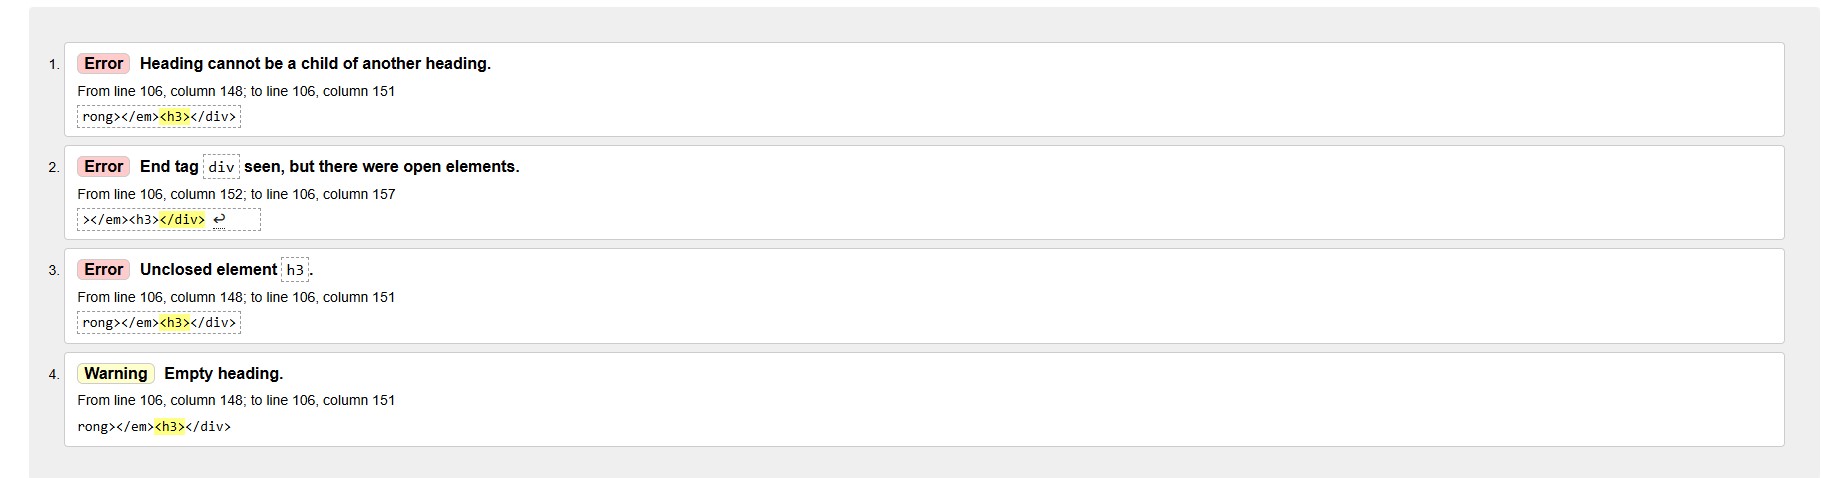 1. Error Heading cannot be a child of another heading.
From line 106, column 148; to line 106, column 151
rong></em><h3></div>
2. Error End tag div seen, but there were open elements.
From line 106, column 152; to line 106, column 157
></em><h3></div> ↩
3. Error Unclosed element h3.
From line 106, column 148; to line 106, column 151
rong></em><h3></div>
4. Warning Empty heading.
From line 106, column 148; to line 106, column 151
rong></em><h3></div>